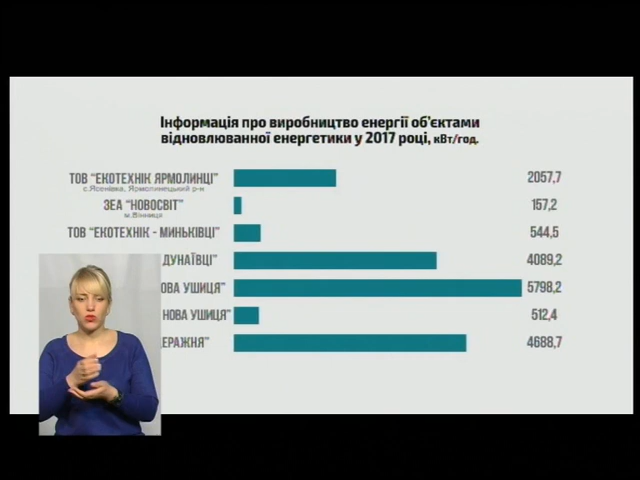 Інформація про виробництво енергії об'єктами
відновлюванної енергетики у 2017 році, кВт/год.
ТОВ "ЕКОТЕХНІК ЯРМОЛИНЦІ" 2057,7
с.Ясенівка, Ярмолинецький р-н
ЗЕА "НОВОСВІТ" 157,2
м.Вінниця
ТОВ "ЕКОТЕХНІК - МИНЬКІВЦІ" 544,5
ДУНАЇВЦІ" 4089,2
ОВА УШИЦЯ" 5798,2
НОВА УШИЦЯ" 512,4
ЕРАЖНЯ" 4688,7